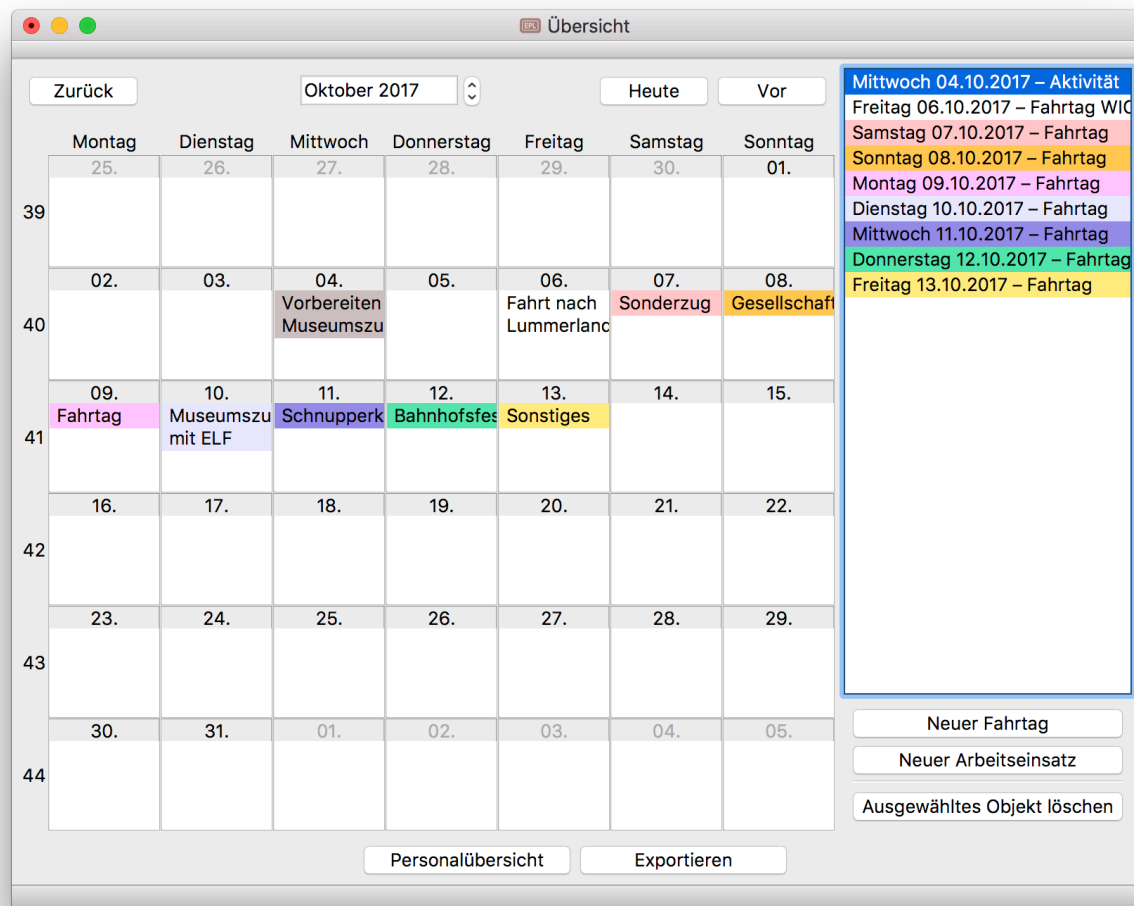 EPL Übersicht
Zurück
Oktober 2017
Heute
Vor
Montag Dienstag Mittwoch Donnerstag Freitag Samstag Sonntag
25. 26. 27. 28. 29. 30. 01.
39
02. 03. 04. 05. 06. 07. 08.
40
Vorbereiten
Museumszu
Fahrt nach
Lummerland
Sonderzug
Gesellschaft
09. 10. 11. 12. 13. 14. 15.
41
Fahrtag
Museumszu
mit ELF
Schnupperk
Bahnhofsfes
Sonstiges
16. 17. 18. 19. 20. 21. 22.
42
23. 24. 25. 26. 27. 28. 29.
43
30. 31. 01. 02. 03. 04. 05.
44
Personalübersicht
Exportieren
Mittwoch 04.10.2017 – Aktivität
Freitag 06.10.2017 – Fahrtag WIC
Samstag 07.10.2017 – Fahrtag
Sonntag 08.10.2017 – Fahrtag
Montag 09.10.2017 – Fahrtag
Dienstag 10.10.2017 – Fahrtag
Mittwoch 11.10.2017 – Fahrtag
Donnerstag 12.10.2017 – Fahrtag
Freitag 13.10.2017 – Fahrtag
Neuer Fahrtag
Neuer Arbeitseinsatz
Ausgewähltes Objekt löschen